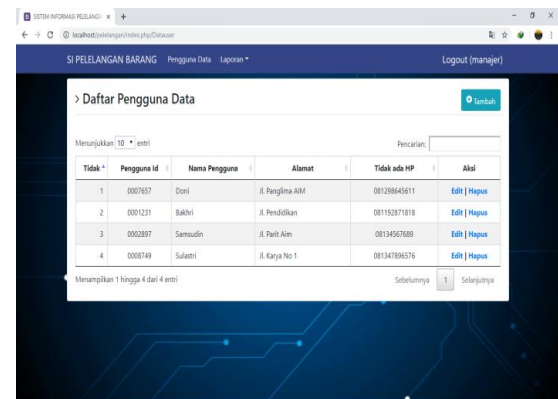 SISTEM INFORMASI PELELANGAN
localhost/pelelangan/index.php/Datauser
SI PELELANGAN BARANG Pengguna Data Laporan Logout (manajer)
> Daftar Pengguna Data Tambah
Menunjukkan 10 entri Pencarian:
Tidak Pengguna Id Nama Pengguna Alamat Tidak ada HP Aksi
1 0007657 Doni Jl. Panglima AIM 081298645611 Edit | Hapus
2 0001231 Bakhri Jl. Pendidikan 081192871818 Edit | Hapus
3 0002897 Samsudin Jl. Parit Aim 08134567689 Edit | Hapus
4 0008749 Sulastri Jl. Karya No 1 081347896576 Edit | Hapus
Menampilkan 1 hingga 4 dari 4 entri Sebelumnya 1 Selanjutnya